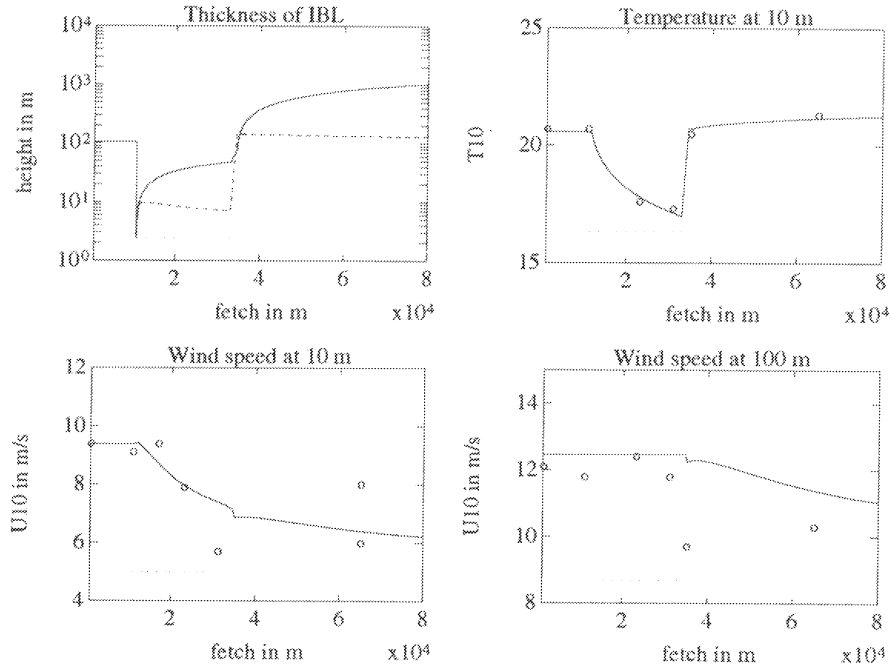 Thickness of IBL
10⁴
10³
10²
10¹
10⁰
height in m
2
4
6
8
fetch in m
x10⁴
Temperature at 10 m
25
20
15
T10
2
4
6
8
fetch in m
x10⁴
Wind speed at 10 m
12
10
8
6
4
U10 in m/s
2
4
6
8
fetch in m
x10⁴
Wind speed at 100 m
14
12
10
8
U10 in m/s
2
4
6
8
fetch in m
x10⁴